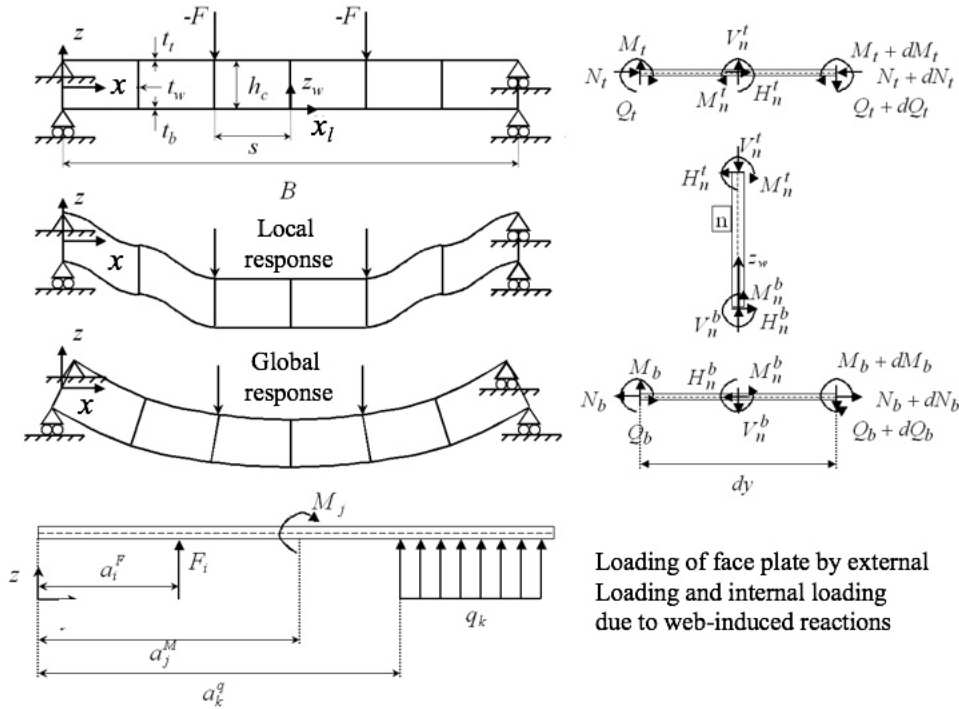 -F
-F
z
t_t
x
t_w
h_c
z_w
x_l
t_b
s
B
z
Local
response
x
z
Global
response
x
M_j
a_i^F
F_i
z
q_k
a_j^M
a_k^q
M_t
V_n^t
M_t + dM_t
N_t
N_t + dN_t
Q_t
M_n^t
H_n^t
Q_t + dQ_t
V_n^t
H_n^t
M_n^t
n
z_w
M_n^b
V_n^b
H_n^b
M_b
H_n^b
M_n^b
M_b + dM_b
N_b
N_b + dN_b
Q_b
V_n^b
Q_b + dQ_b
dy
Loading of face plate by external
Loading and internal loading
due to web-induced reactions